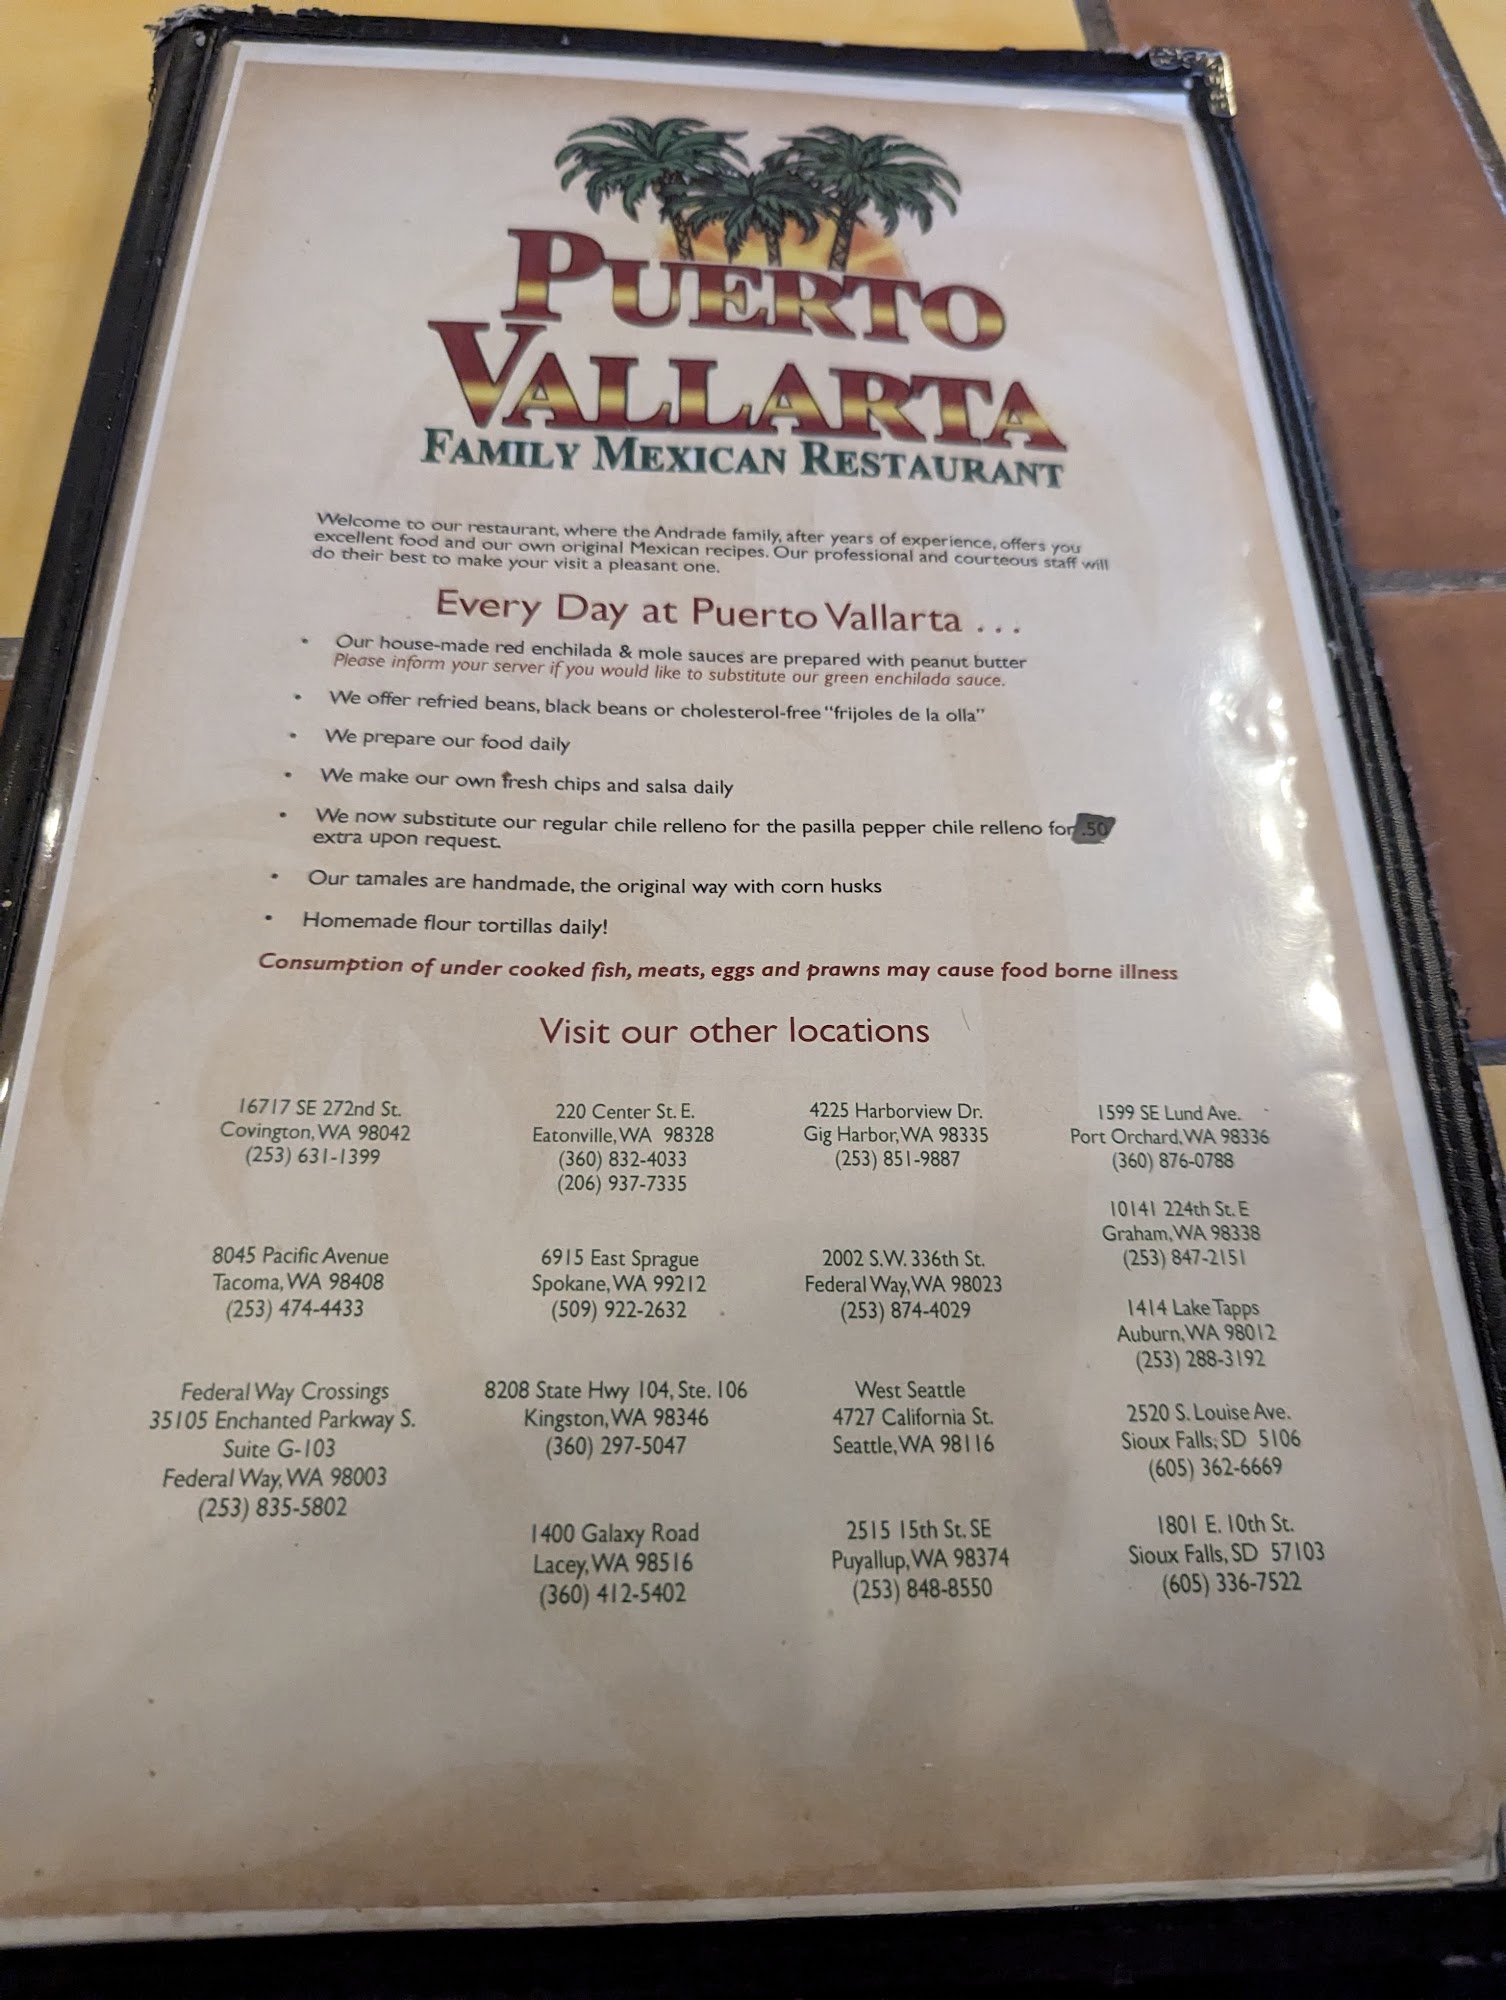 PUERTO
VALLARTA
FAMILY MEXICAN RESTAURANT
Welcome to our restaurant, where the Andrade family, after years of experience, offers you
excellent food and our own original Mexican recipes. Our professional and courteous staff will
do their best to make your visit a pleasant one.
Every Day at Puerto Vallarta . . .
• Our house-made red enchilada & mole sauces are prepared with peanut butter
Please inform your server if you would like to substitute our green enchilada sauce.
• We offer refried beans, black beans or cholesterol-free "frijoles de la olla"
• We prepare our food daily
• We make our own fresh chips and salsa daily
• We now substitute our regular chile relleno for the pasilla pepper chile relleno for .50
extra upon request.
• Our tamales are handmade, the original way with corn husks
• Homemade flour tortillas daily!
Consumption of under cooked fish, meats, eggs and prawns may cause food borne illness
Visit our other locations
16717 SE 272nd St.
Covington, WA 98042
(253) 631-1399
8045 Pacific Avenue
Tacoma, WA 98408
(253) 474-4433
Federal Way Crossings
35105 Enchanted Parkway S.
Suite G-103
Federal Way, WA 98003
(253) 835-5802
220 Center St. E.
Eatonville, WA 98328
(360) 832-4033
(206) 937-7335
6915 East Sprague
Spokane, WA 99212
(509) 922-2632
8208 State Hwy 104, Ste. 106
Kingston, WA 98346
(360) 297-5047
1400 Galaxy Road
Lacey, WA 98516
(360) 412-5402
4225 Harborview Dr.
Gig Harbor, WA 98335
(253) 851-9887
2002 S.W. 336th St.
Federal Way, WA 98023
(253) 874-4029
West Seattle
4727 California St.
Seattle, WA 98116
2515 15th St. SE
Puyallup, WA 98374
(253) 848-8550
1599 SE Lund Ave.
Port Orchard, WA 98336
(360) 876-0788
10141 224th St. E
Graham, WA 98338
(253) 847-2151
1414 Lake Tapps
Auburn, WA 98012
(253) 288-3192
2520 S. Louise Ave.
Sioux Falls, SD 5106
(605) 362-6669
1801 E. 10th St.
Sioux Falls, SD 57103
(605) 336-7522